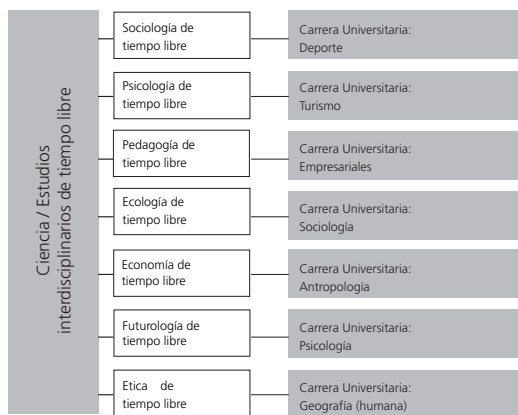 Ciencia / Estudios
interdisciplinarios de tiempo libre
Sociología de
tiempo libre
Carrera Universitaria:
Deporte
Psicología de
tiempo libre
Carrera Universitaria:
Turismo
Pedagogía de
tiempo libre
Carrera Universitaria:
Empresariales
Ecología de
tiempo libre
Carrera Universitaria:
Sociología
Economía de
tiempo libre
Carrera Universitaria:
Antropología
Futurología de
tiempo libre
Carrera Universitaria:
Psicología
Etica de
tiempo libre
Carrera Universitaria:
Geografía (humana)